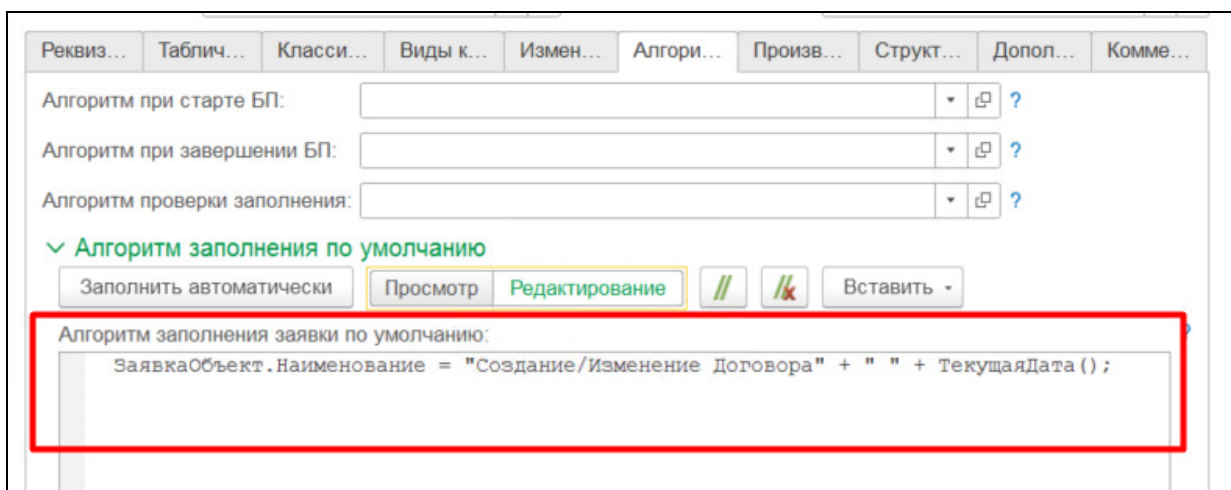 Реквиз... Таблич... Класси... Виды к... Измен... Алгори... Произв... Структ... Допол... Комме...
Алгоритм при старте БП: ?
Алгоритм при завершении БП: ?
Алгоритм проверки заполнения: ?
Алгоритм заполнения по умолчанию
Заполнить автоматически Просмотр Редактирование Вставить
Алгоритм заполнения заявки по умолчанию: ?
ЗаявкаОбъект.Наименование = "Создание/Изменение Договора" + " " + ТекущаяДата();